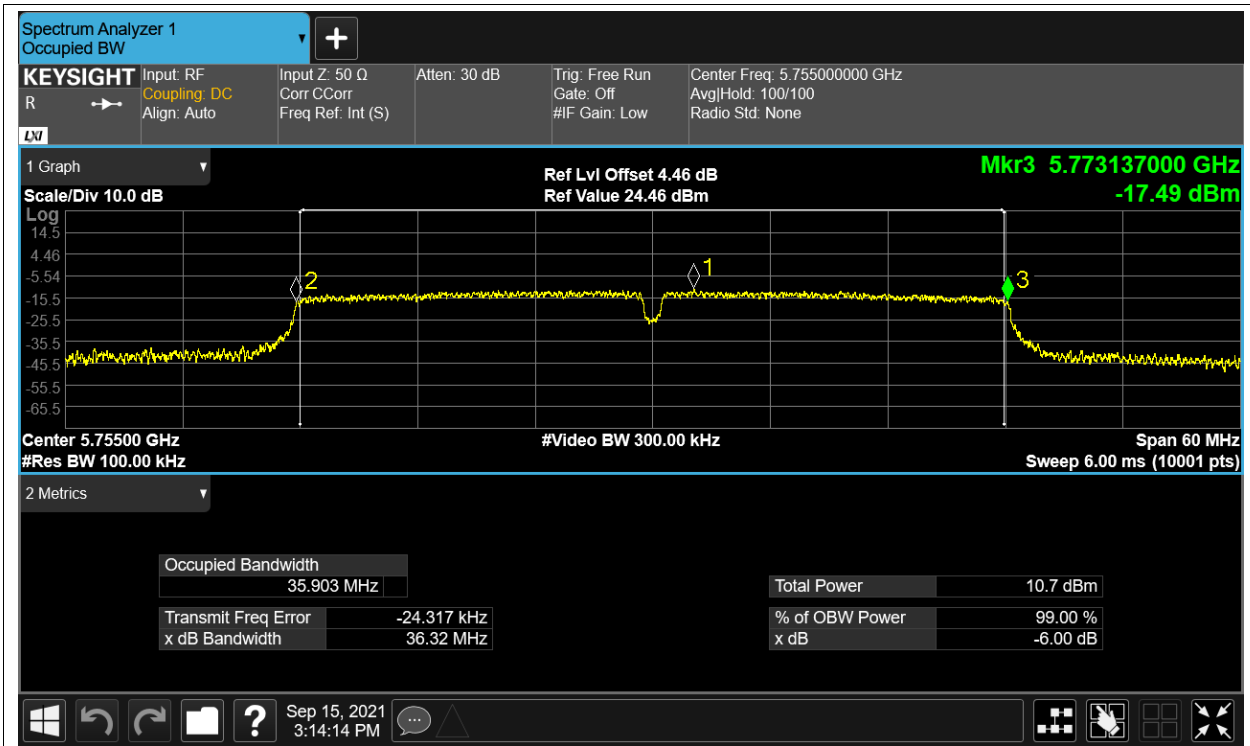 Spectrum Analyzer 1
Occupied BW
KEYSIGHT
R
LXI
Input: RF
Coupling: DC
Align: Auto
Input Z: 50 Ω
Corr CCorr
Freq Ref: Int (S)
Atten: 30 dB
Trig: Free Run
Gate: Off
#IF Gain: Low
Center Freq: 5.755000000 GHz
Avg|Hold: 100/100
Radio Std: None
1 Graph
Scale/Div 10.0 dB
Ref Lvl Offset 4.46 dB
Ref Value 24.46 dBm
Mkr3 5.773137000 GHz
-17.49 dBm
Log
14.5
4.46
-5.54
-15.5
-25.5
-35.5
-45.5
-55.5
-65.5
2
1
3
Center 5.75500 GHz
#Res BW 100.00 kHz
#Video BW 300.00 kHz
Span 60 MHz
Sweep 6.00 ms (10001 pts)
2 Metrics
Occupied Bandwidth
35.903 MHz
Transmit Freq Error -24.317 kHz
x dB Bandwidth 36.32 MHz
Total Power 10.7 dBm
% of OBW Power 99.00 %
x dB -6.00 dB
Sep 15, 2021
3:14:14 PM